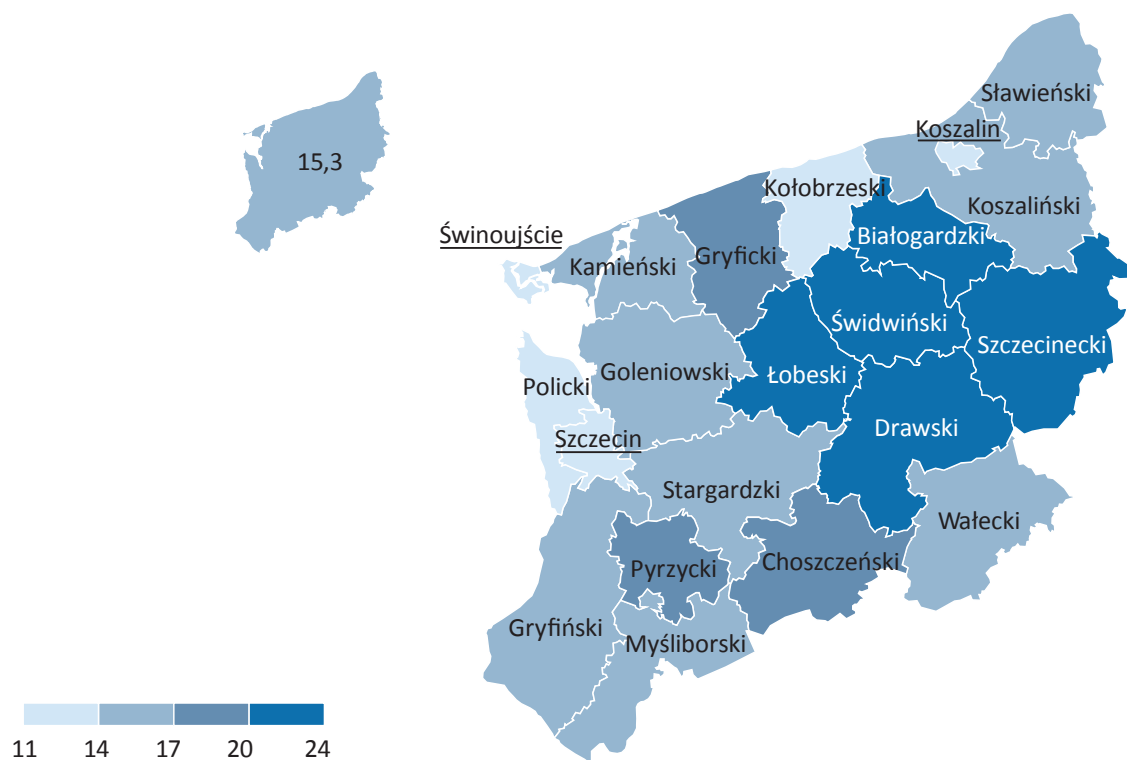 Sławieński
Koszalin
15,3
Kołobrzeski
Koszaliński
Świnoujście
Białogardzki
Gryficki
Kamieński
Świdwiński
Szczecinecki
Goleniowski
Łobeski
Policki
Drawski
Szczecin
Stargardzki
Wałecki
Choszczeński
Pyrzycki
Gryfiński
Myśliborski
11 14 17 20 24